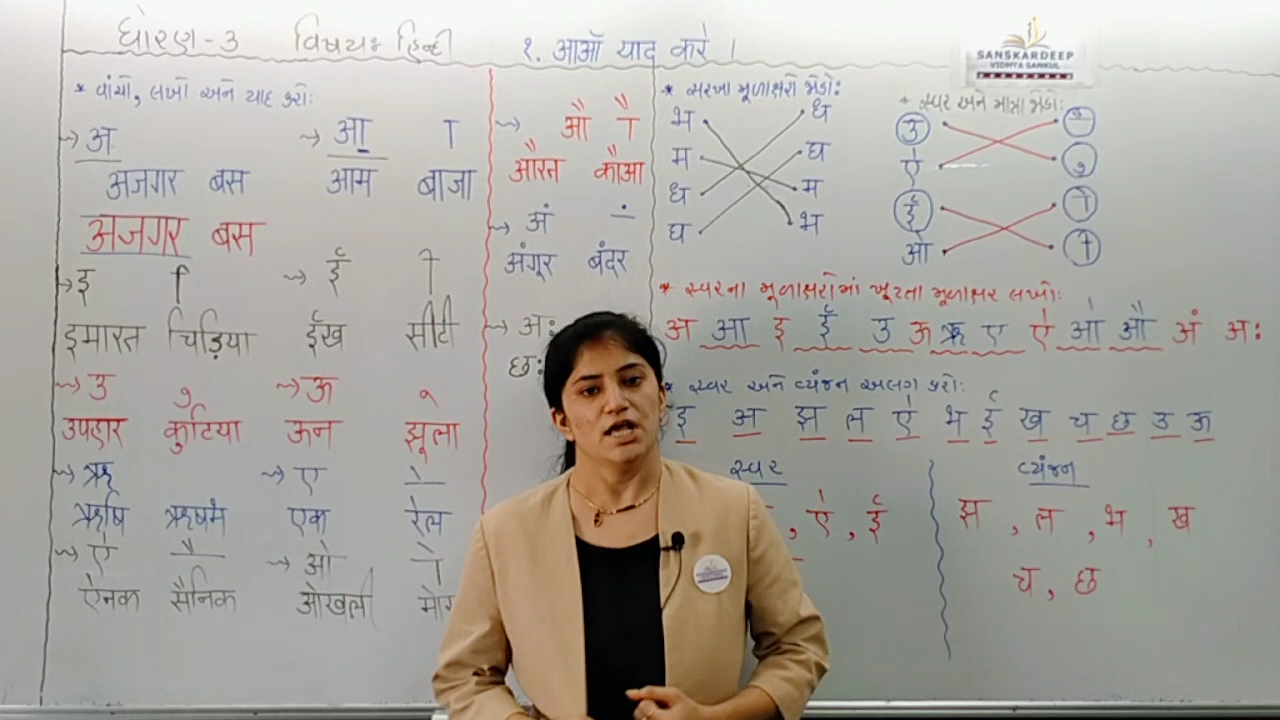 ધોરણ-૩ વિષયઃ હિન્દી १. आओ याद करें ।
SANSKARDEEP
VIDHYA SANKUL
* વાંચો, લખો અને યાદ કરો:
→ अ → आ ा
अजगर बस आम बाजा
अजगर बस
→ इ ि → ई ी
इमारत चिड़िया ईख सीटी
→ उ ु → ऊ ू
कुटिया ऊन झूला
→ ऋ → ए े
ऋषि ऋषभ एक रेल
→ ऐ ै → ओ ो
ऐनक सैनिक ओखली
→ औ ौ
औरत कौआ
→ अं ं
अंगूर बंदर
→ अः
छः
* સરખા મૂળાક્ષરો જોડો:
भ ध
म घ
ध म
घ भ
* સ્વર અને માત્રા જોડો:
उ
ऐ ु
ई ो
ओ ी
* સ્વરના મૂળાક્ષરોમાં ખૂટતા મૂળાક્ષર લખો:
अ आ इ ई उ ऊ ऋ ए ऐ ओ औ अं अः
* સ્વર અને વ્યંજન અલગ કરો:
इ अ झ ल ऐ भ ई ख च छ उ ऊ
સ્વર વ્યંજન
, ऐ, ई झ, ल, भ, ख
च, छ